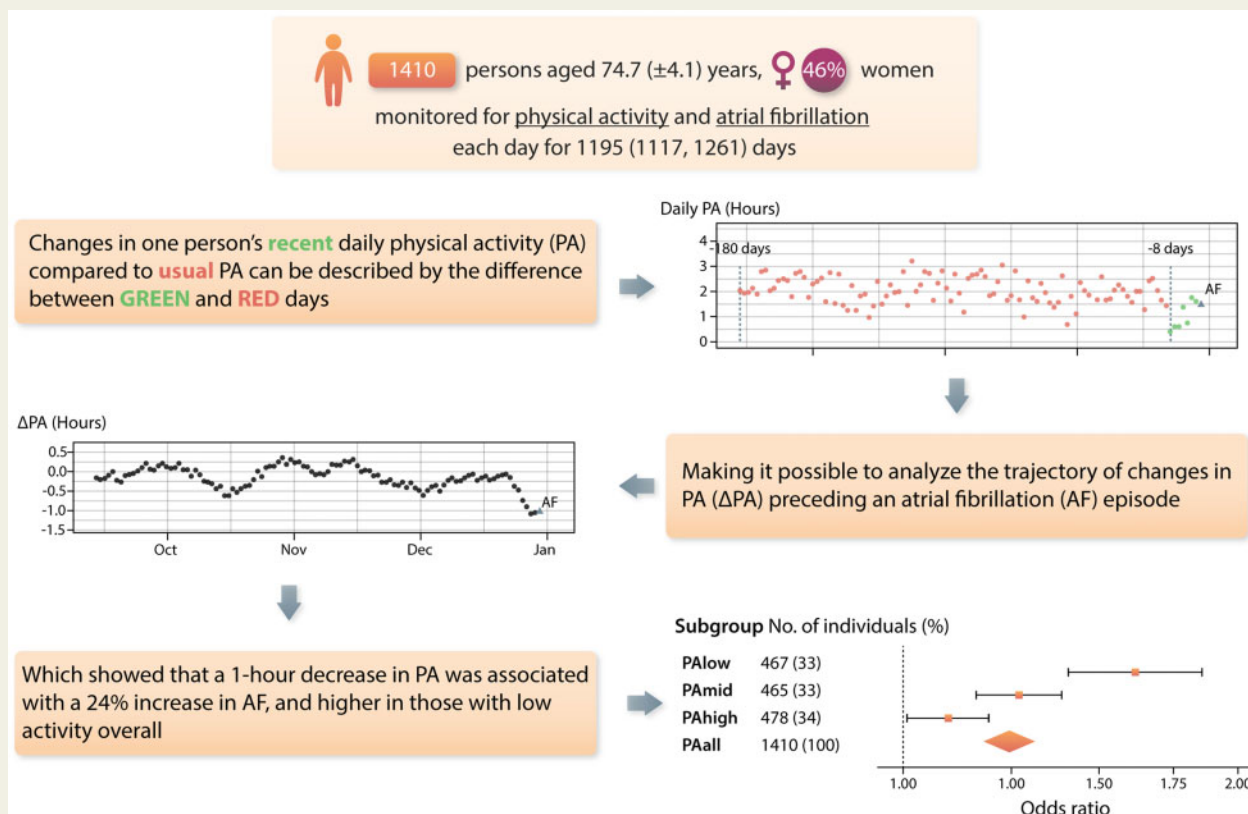 1410 persons aged 74.7 (±4.1) years, 46% women
monitored for physical activity and atrial fibrillation
each day for 1195 (1117, 1261) days
Changes in one person's recent daily physical activity (PA)
compared to usual PA can be described by the difference
between GREEN and RED days
Daily PA (Hours)
4
3
2
1
0
-180 days
-8 days
AF
ΔPA (Hours)
0.5
0.0
-0.5
-1.0
-1.5
AF
Oct Nov Dec Jan
Making it possible to analyze the trajectory of changes in
PA (ΔPA) preceding an atrial fibrillation (AF) episode
Which showed that a 1-hour decrease in PA was associated
with a 24% increase in AF, and higher in those with low
activity overall
Subgroup No. of individuals (%)
PAlow 467 (33)
PAmid 465 (33)
PAhigh 478 (34)
PAall 1410 (100)
1.00 1.00 1.50 1.75 2.00
Odds ratio